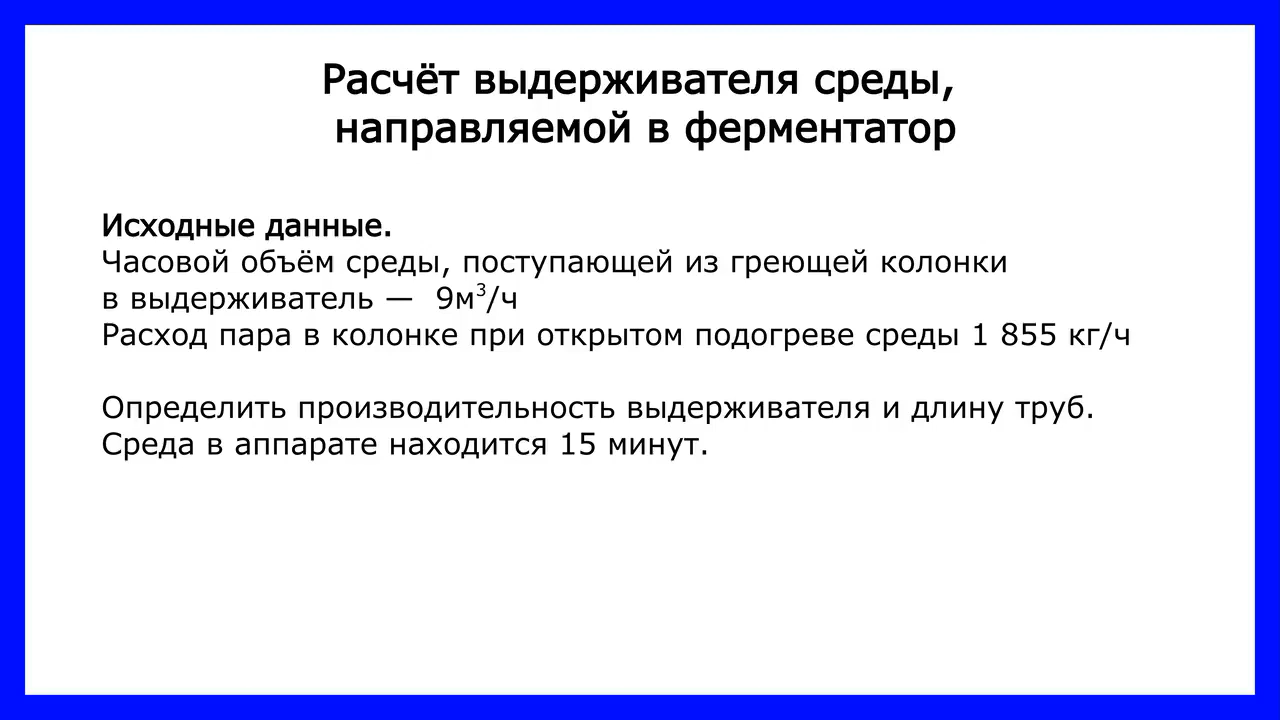 Расчёт выдерживателя среды,
направляемой в ферментатор
Исходные данные.
Часовой объём среды, поступающей из греющей колонки
в выдерживатель — 9м³/ч
Расход пара в колонке при открытом подогреве среды 1 855 кг/ч
Определить производительность выдерживателя и длину труб.
Среда в аппарате находится 15 минут.